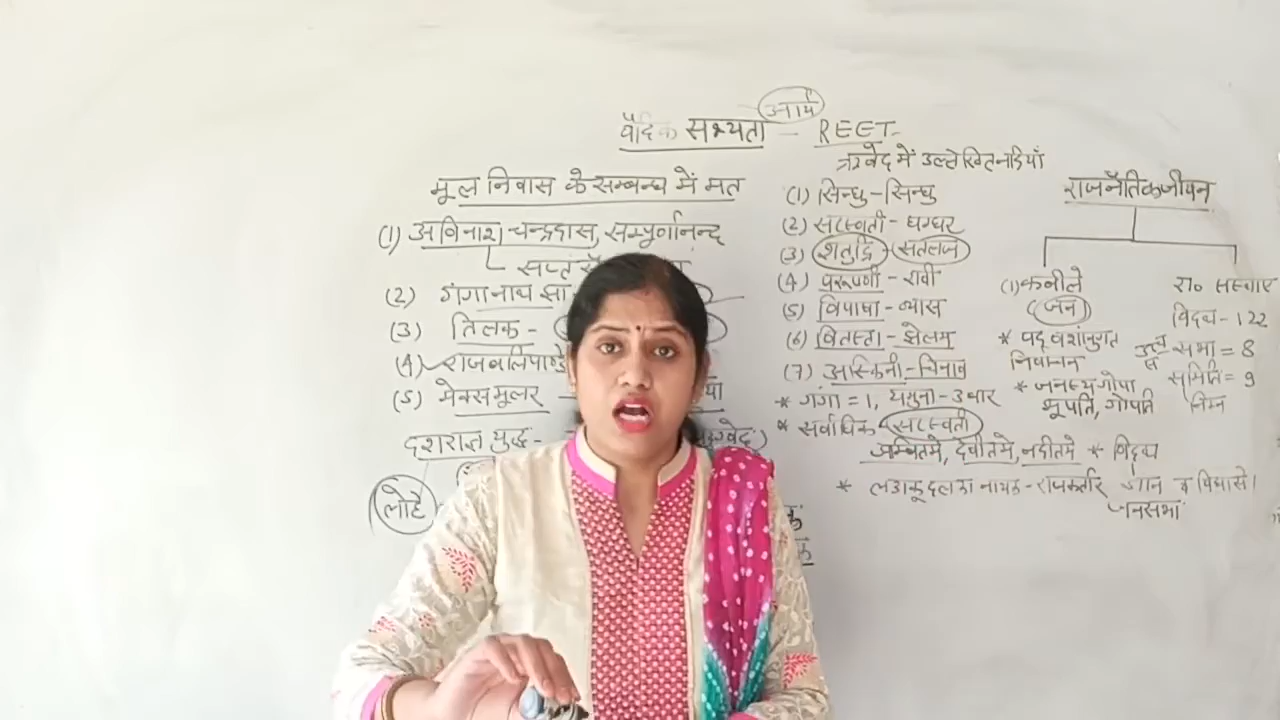 आर्य
वैदिक सभ्यता - REET
मूल निवास के सम्बन्ध में मत
(1) अविनाश चन्द्रदास, सम्पूर्णानन्द
सप्त
(2) गंगानाथ झा
(3) तिलक -
(4) राजबलि पाण्डे
(5) मेक्समूलर
दशराज्ञ युद्ध -
लोहे
ऋग्वेद में उल्लेखित नदियाँ
(1) सिन्धु - सिन्धु
(2) सरस्वती - घग्घर
(3) शतुद्रि - सतलज
(4) परूषणी - रावी
(5) विपाषा - व्यास
(6) वितस्ता - झेलम
(7) अस्किनी - चिनाब
* गंगा = 1, यमुना - 3 बार
* सर्वाधिक सरस्वती
अम्बितमे, देवीतमे, नदीतमे
* लडाकू दल का नायक - राजकर्तार
राजनैतिक जीवन
(1) कबीले
जन
* पद वंशानुगत
निर्वाचन
* जनस्य गोपा
भूपति, गोपति
रा० संस्थाए
विदथ - 122
सभा = 8
समिति = 9
निम्न
* विदथ
जनसभा